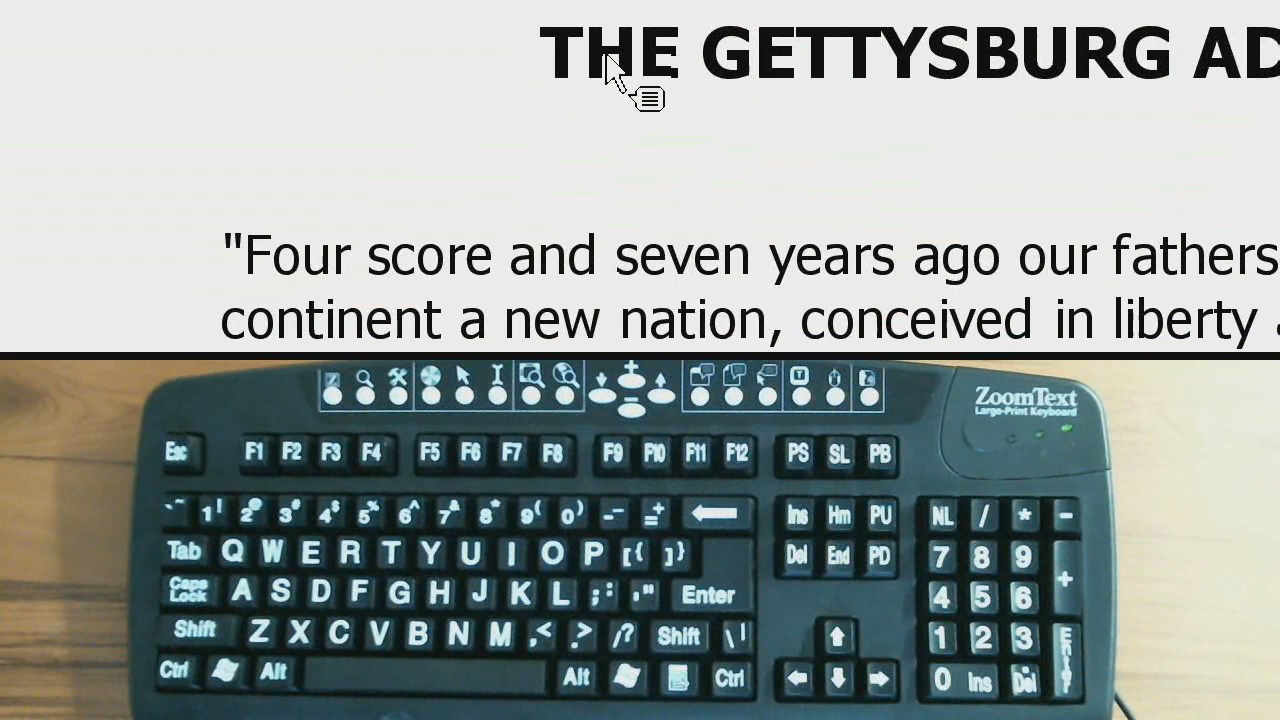 THE GETTYSBURG AD
"Four score and seven years ago our fathers
continent a new nation, conceived in liberty
ZoomText
Large-Print Keyboard
Esc F1 F2 F3 F4 F5 F6 F7 F8 F9 F10 F11 F12 PS SL PB
` ~ 1 ! 2 @ 3 # 4 $ 5 % 6 ^ 7 & 8 * 9 ( 0 ) - _ = + Ins Hm PU NL / * -
Tab Q W E R T Y U I O P [ { ] } Del End PD 7 8 9 +
Caps Lock A S D F G H J K L ; : ' " Enter 4 5 6
Shift Z X C V B N M , < . > / ? Shift \ | 1 2 3 Enter
Ctrl Alt Alt Ctrl 0 Ins . Del